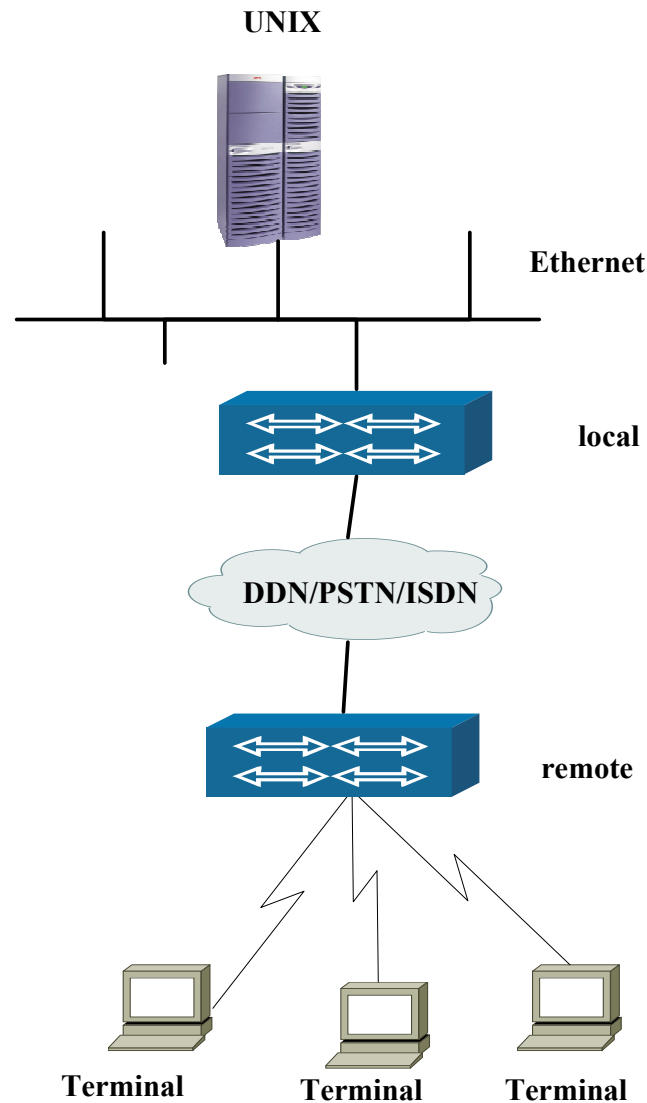 UNIX
Ethernet
local
DDN/PSTN/ISDN
remote
Terminal
Terminal
Terminal